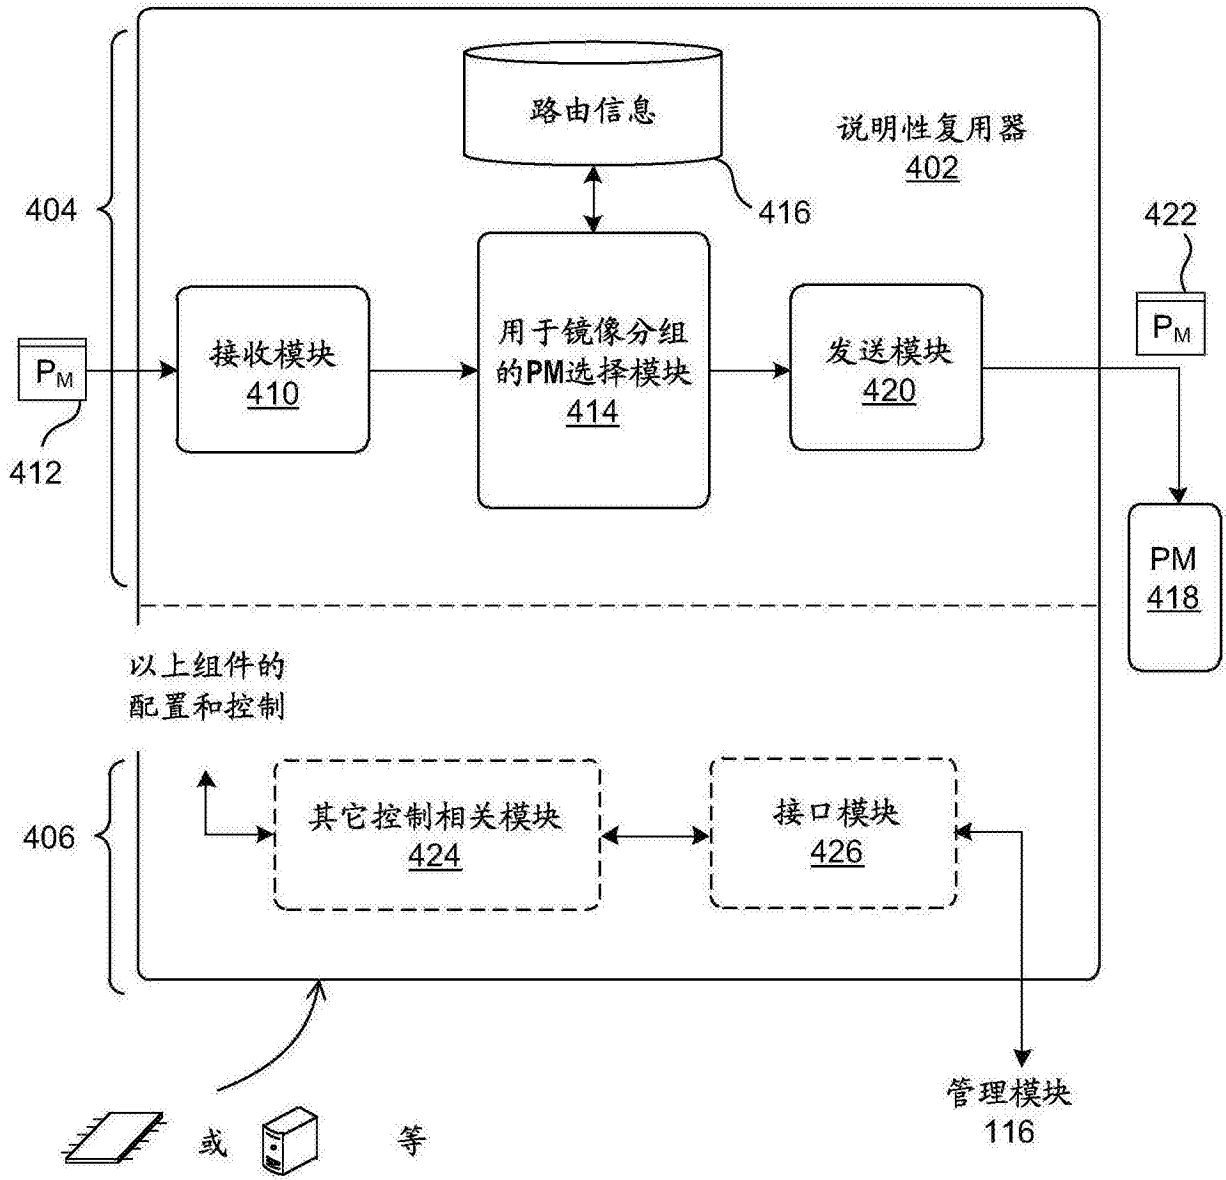 路由信息
说明性复用器
402
404
416
422
P_M
接收模块
410
用于镜像分组
的PM选择模块
414
发送模块
420
P_M
412
PM
418
以上组件的
配置和控制
406
其它控制相关模块
424
接口模块
426
管理模块
116
或
等